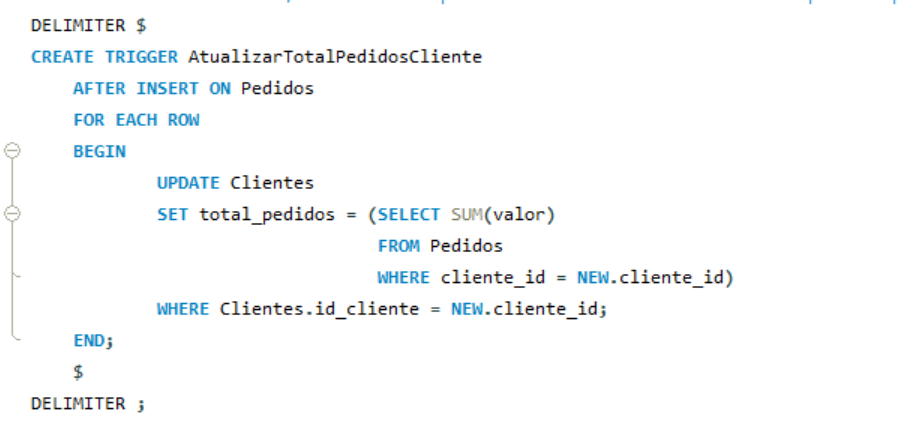 DELIMITER $
CREATE TRIGGER AtualizarTotalPedidosCliente
AFTER INSERT ON Pedidos
FOR EACH ROW
BEGIN
UPDATE Clientes
SET total_pedidos = (SELECT SUM(valor)
FROM Pedidos
WHERE cliente_id = NEW.cliente_id)
WHERE Clientes.id_cliente = NEW.cliente_id;
END;
$
DELIMITER ;